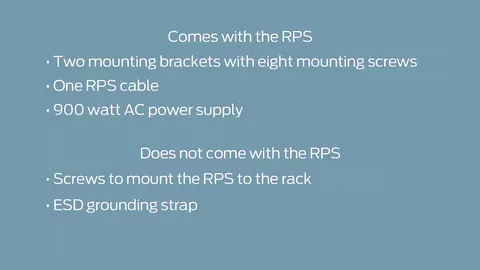 Comes with the RPS
• Two mounting brackets with eight mounting screws
• One RPS cable
• 900 watt AC power supply
Does not come with the RPS
• Screws to mount the RPS to the rack
• ESD grounding strap